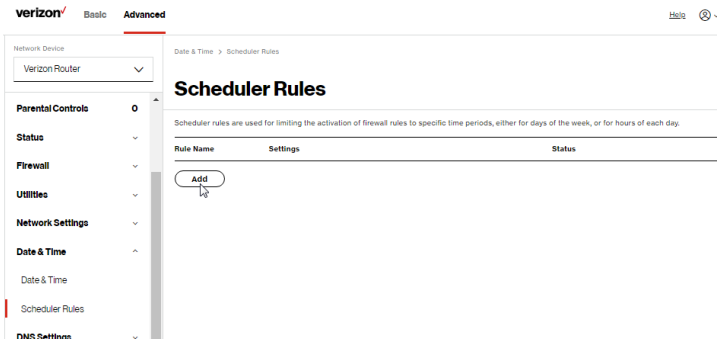 verizon Basic Advanced Help
Network Device
Verizon Router
Parental Controls 0
Status
Firewall
Utilities
Network Settings
Date & Time
Date & Time
Scheduler Rules
DNS Settings
Date & Time > Scheduler Rules
Scheduler Rules
Scheduler rules are used for limiting the activation of firewall rules to specific time periods, either for days of the week, or for hours of each day.
Rule Name Settings Status
Add